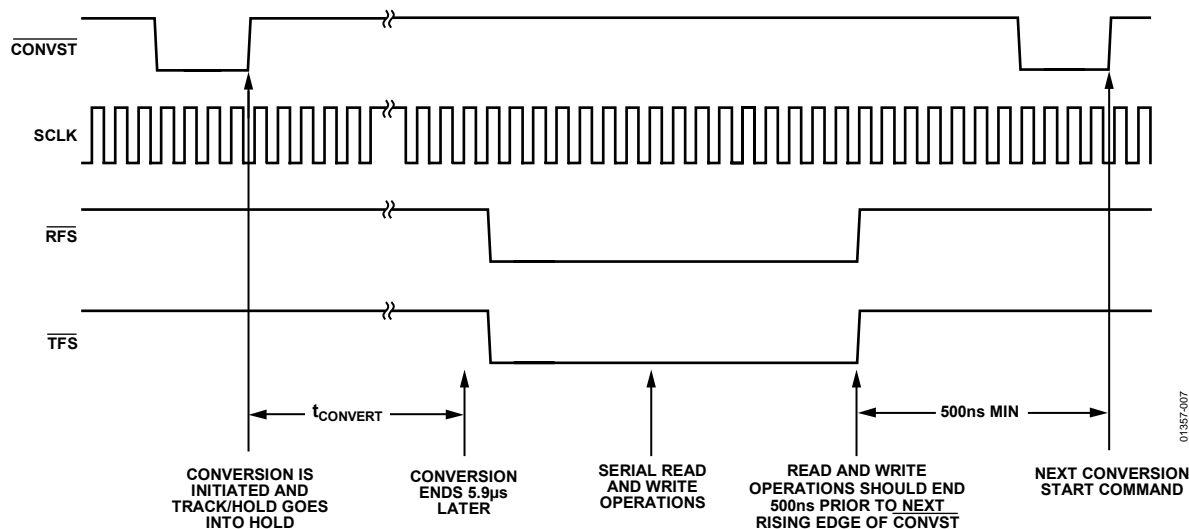 CONVST
SCLK
RFS
TFS
tCONVERT
500ns MIN
CONVERSION IS
INITIATED AND
TRACK/HOLD GOES
INTO HOLD
CONVERSION
ENDS 5.9µs
LATER
SERIAL READ
AND WRITE
OPERATIONS
READ AND WRITE
OPERATIONS SHOULD END
500ns PRIOR TO NEXT
RISING EDGE OF CONVST
NEXT CONVERSION
START COMMAND
01357-007